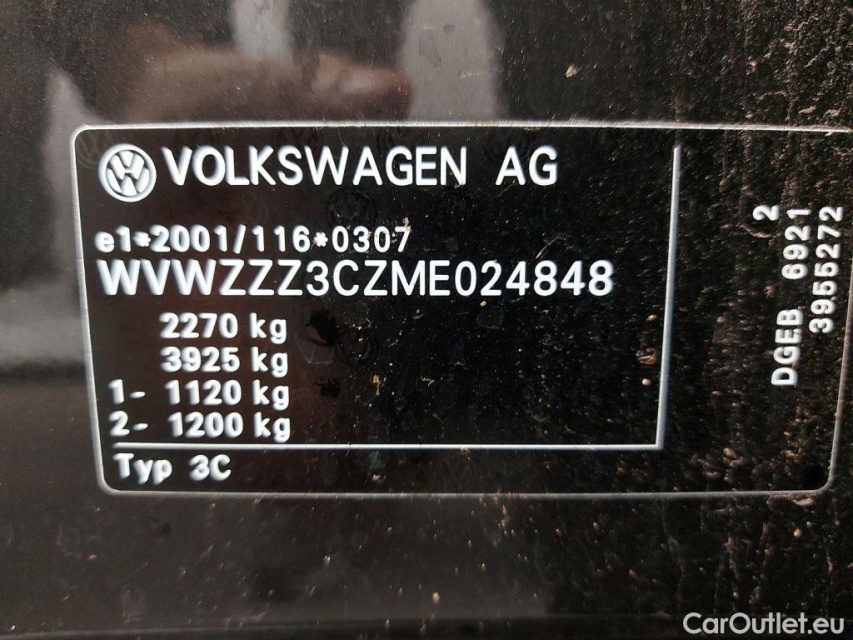 VOLKSWAGEN AG
e1*2001/116*0307
WVWZZZ3CZME024848
2270 kg
3925 kg
1- 1120 kg
2- 1200 kg
Typ 3C
2
DGEB 6921
3955272
CarOutlet.eu